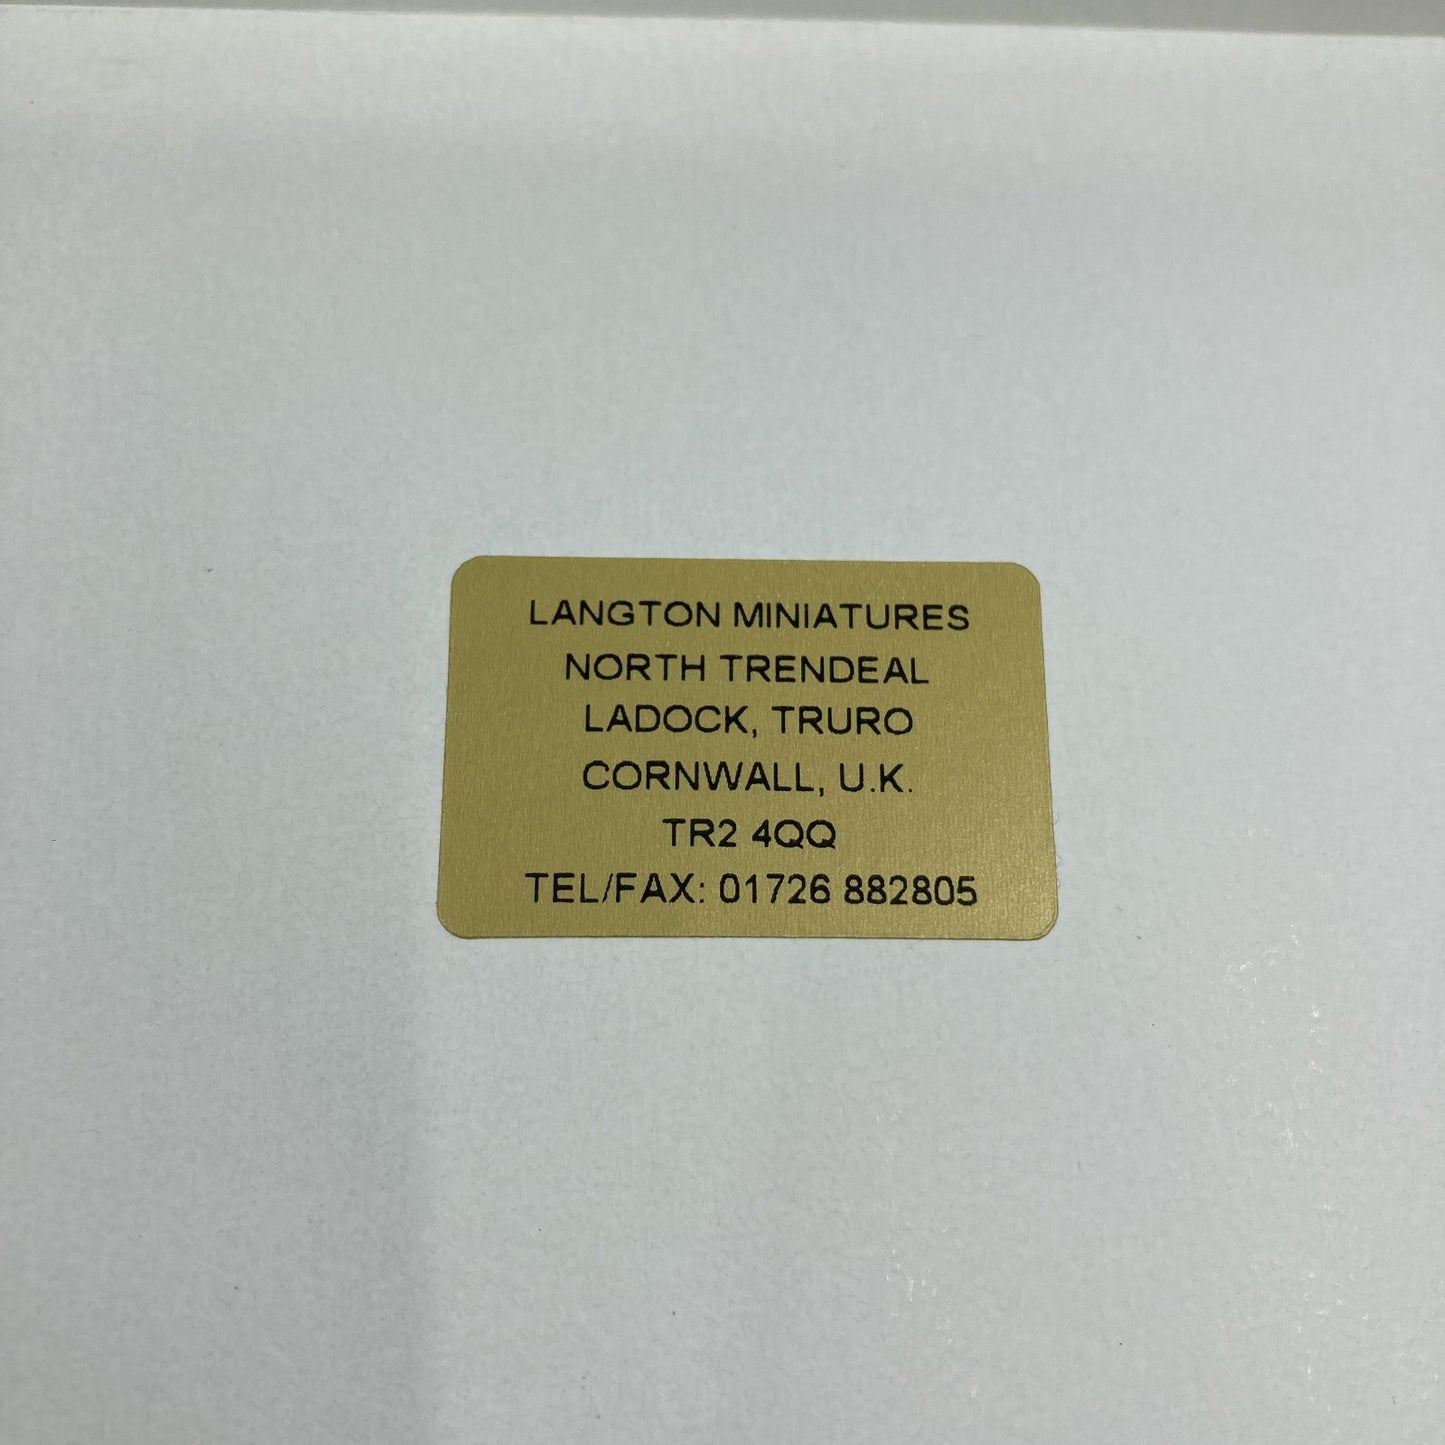 LANGTON MINIATURES
NORTH TRENDEAL
LADOCK, TRURO
CORNWALL, U.K.
TR2 4QQ
TEL/FAX: 01726 882805